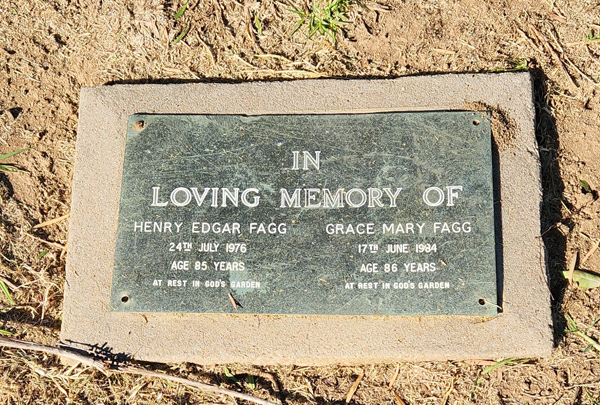 IN
LOVING MEMORY OF
HENRY EDGAR FAGG
24TH JULY 1976
AGE 85 YEARS
AT REST IN GOD'S GARDEN
GRACE MARY FAGG
17TH JUNE 1984
AGE 86 YEARS
AT REST IN GOD'S GARDEN